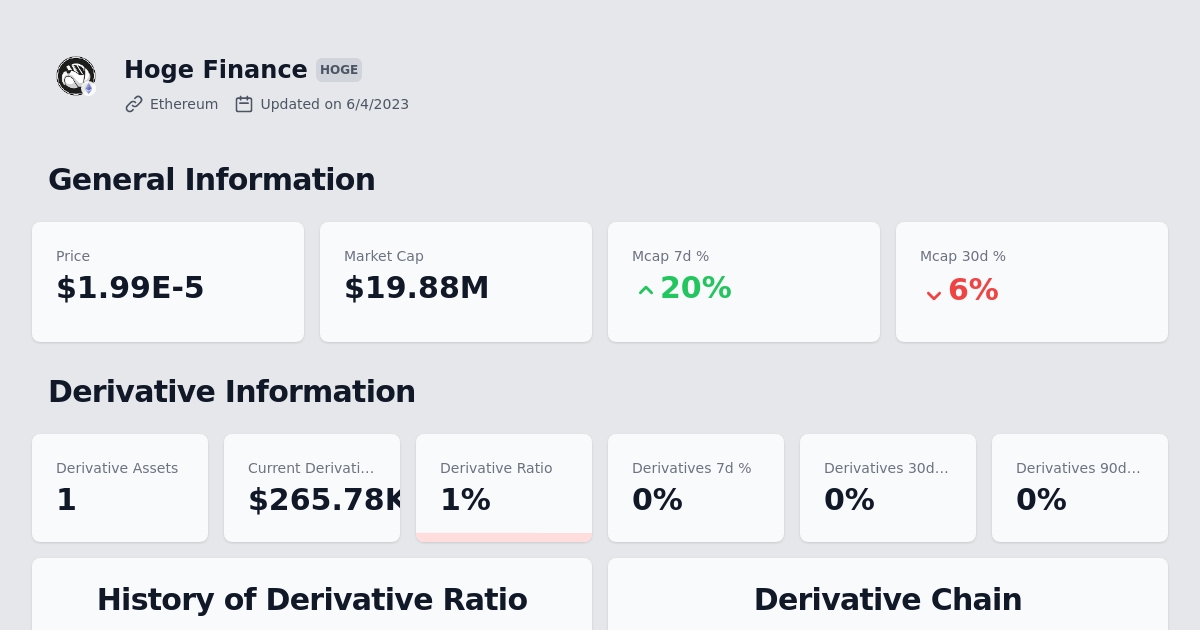 Hoge Finance HOGE
Ethereum Updated on 6/4/2023
General Information
Price
$1.99E-5
Market Cap
$19.88M
Mcap 7d %
20%
Mcap 30d %
6%
Derivative Information
Derivative Assets
1
Current Derivati...
$265.78K
Derivative Ratio
1%
Derivatives 7d %
0%
Derivatives 30d...
0%
Derivatives 90d...
0%
History of Derivative Ratio
Derivative Chain